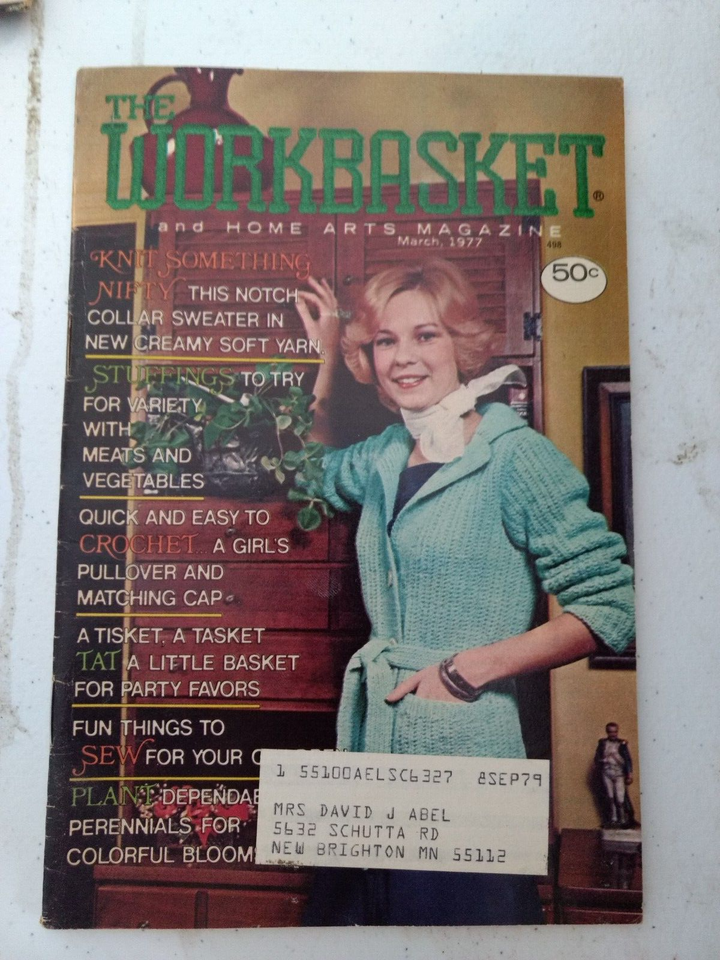 THE
WORKBASKET®
and HOME ARTS MAGAZINE
March, 1977
498
50c
KNIT SOMETHING
NIFTY THIS NOTCH
COLLAR SWEATER IN
NEW CREAMY SOFT YARN.
STUFFINGS TO TRY
FOR VARIETY
WITH
MEATS AND
VEGETABLES
QUICK AND EASY TO
CROCHET... A GIRL'S
PULLOVER AND
MATCHING CAP
A TISKET, A TASKET
TAT A LITTLE BASKET
FOR PARTY FAVORS
FUN THINGS TO
SEW FOR YOUR
PLANT
PERENNIALS FOR
COLORFUL
1 55100AELSC6327 8SEP79
MRS DAVID J ABEL
5632 SCHUTTA RD
NEW BRIGHTON MN 55112